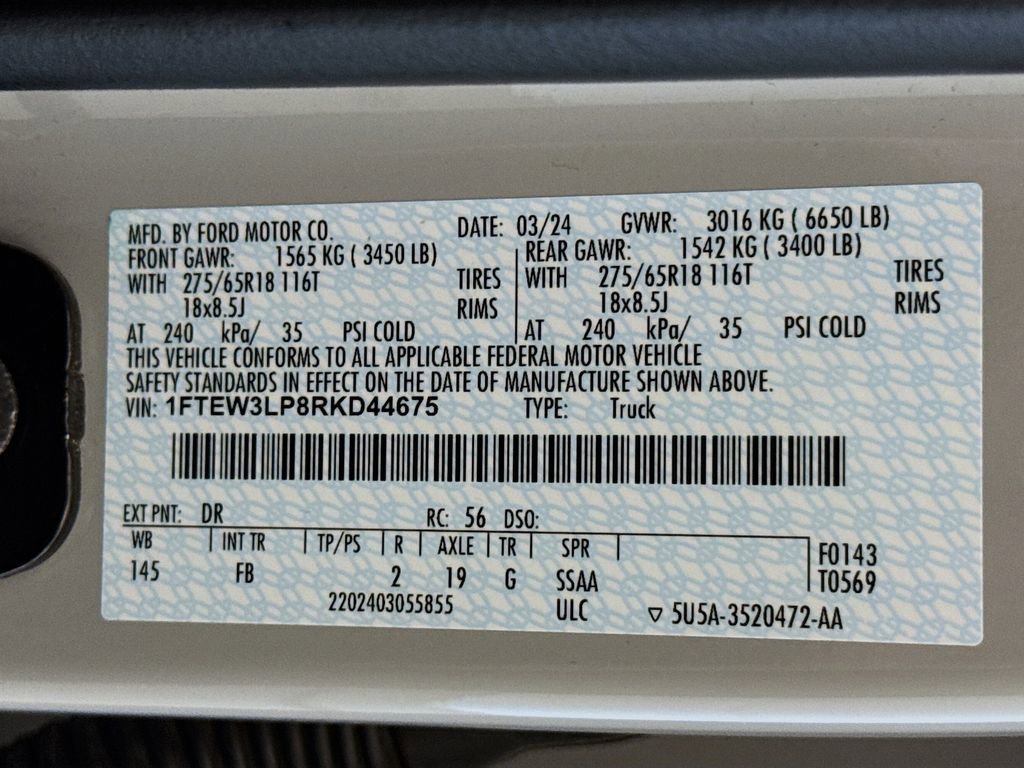 MFD. BY FORD MOTOR CO. DATE: 03/24 GVWR: 3016 KG ( 6650 LB)
FRONT GAWR: 1565 KG ( 3450 LB) REAR GAWR: 1542 KG ( 3400 LB)
WITH 275/65R18 116T TIRES WITH 275/65R18 116T TIRES
18x8.5J RIMS 18x8.5J RIMS
AT 240 kPa/ 35 PSI COLD AT 240 kPa/ 35 PSI COLD
THIS VEHICLE CONFORMS TO ALL APPLICABLE FEDERAL MOTOR VEHICLE
SAFETY STANDARDS IN EFFECT ON THE DATE OF MANUFACTURE SHOWN ABOVE.
VIN: 1FTEW3LP8RKD44675 TYPE: Truck
EXT PNT: DR RC: 56 DSO:
WB INT TR TP/PS R AXLE TR SPR F0143
145 FB 2 19 G SSAA T0569
2202403055855 ULC ▽ 5U5A-3520472-AA